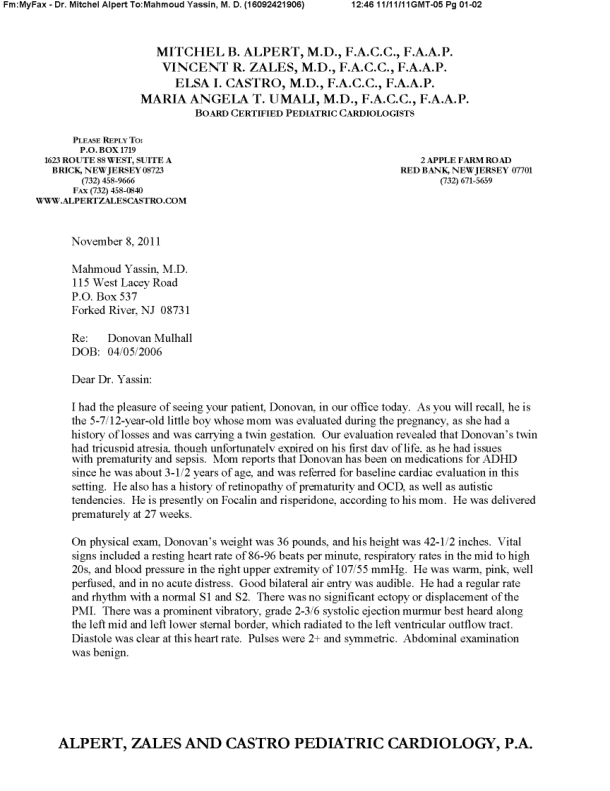 Fm:MyFax - Dr. Mitchel Alpert To:Mahmoud Yassin, M. D. (16092421906) 12:46 11/11/11GMT-05 Pg 01-02
MITCHEL B. ALPERT, M.D., F.A.C.C., F.A.A.P.
VINCENT R. ZALES, M.D., F.A.C.C., F.A.A.P.
ELSA I. CASTRO, M.D., F.A.C.C., F.A.A.P.
MARIA ANGELA T. UMALI, M.D., F.A.C.C., F.A.A.P.
BOARD CERTIFIED PEDIATRIC CARDIOLOGISTS
PLEASE REPLY TO:
P.O. BOX 1719
1623 ROUTE 88 WEST, SUITE A
BRICK, NEW JERSEY 08723
(732) 458-9666
FAX (732) 458-0840
WWW.ALPERTZALESCASTRO.COM
2 APPLE FARM ROAD
RED BANK, NEW JERSEY 07701
(732) 671-5659
November 8, 2011
Mahmoud Yassin, M.D.
115 West Lacey Road
P.O. Box 537
Forked River, NJ 08731
Re: Donovan Mulhall
DOB: 04/05/2006
Dear Dr. Yassin:
I had the pleasure of seeing your patient, Donovan, in our office today. As you will recall, he is
the 5-7/12-year-old little boy whose mom was evaluated during the pregnancy, as she had a
history of losses and was carrying a twin gestation. Our evaluation revealed that Donovan's twin
had tricuspid atresia, though unfortunately expired on his first day of life, as he had issues
with prematurity and sepsis. Mom reports that Donovan has been on medications for ADHD
since he was about 3-1/2 years of age, and was referred for baseline cardiac evaluation in this
setting. He also has a history of retinopathy of prematurity and OCD, as well as autistic
tendencies. He is presently on Focalin and risperidone, according to his mom. He was delivered
prematurely at 27 weeks.
On physical exam, Donovan's weight was 36 pounds, and his height was 42-1/2 inches. Vital
signs included a resting heart rate of 86-96 beats per minute, respiratory rates in the mid to high
20s, and blood pressure in the right upper extremity of 107/55 mmHg. He was warm, pink, well
perfused, and in no acute distress. Good bilateral air entry was audible. He had a regular rate
and rhythm with a normal S1 and S2. There was no significant ectopy or displacement of the
PMI. There was a prominent vibratory, grade 2-3/6 systolic ejection murmur best heard along
the left mid and left lower sternal border, which radiated to the left ventricular outflow tract.
Diastole was clear at this heart rate. Pulses were 2+ and symmetric. Abdominal examination
was benign.
ALPERT, ZALES AND CASTRO PEDIATRIC CARDIOLOGY, P.A.